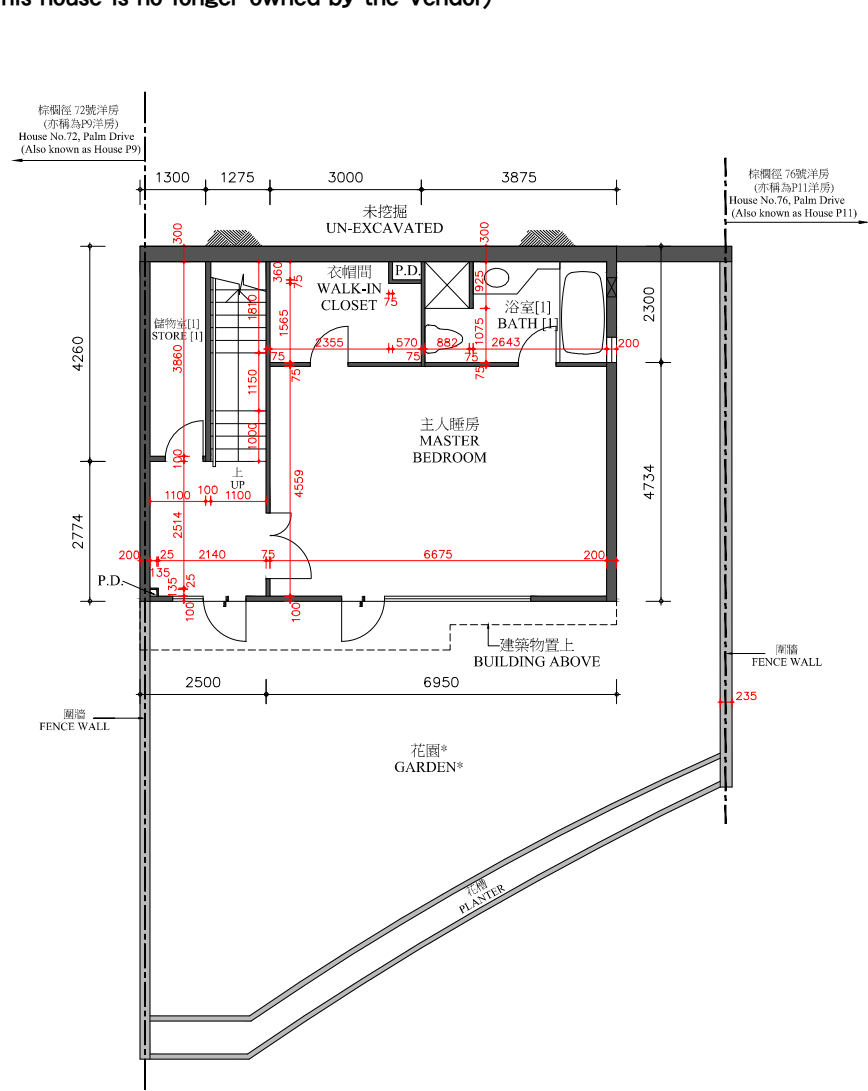 his house is no longer owned by the vendor)
棕櫚徑 72號洋房
(亦稱為P9洋房)
House No.72, Palm Drive
(Also known as House P9)
棕櫚徑 76號洋房
(亦稱為P11洋房)
House No.76, Palm Drive
(Also known as House P11)
1300
1275
3000
3875
未挖掘
UN-EXCAVATED
300
300
衣帽間
WALK-IN
CLOSET
P.D.
360
75
75
925
浴室[1]
BATH [1]
1810
1565
1075
2300
儲物室[1]
STORE [1]
3860
4260
2355
570
882
2643
200
75
75
75
75
75
1150
主人睡房
MASTER
BEDROOM
1000
上
UP
100
4559
4734
1100
100
1100
2514
2774
200
25
2140
75
6675
200
135
P.D.
135
25
100
100
建築物置上
BUILDING ABOVE
圍牆
FENCE WALL
2500
6950
235
圍牆
FENCE WALL
花園*
GARDEN*
花槽
PLANTER